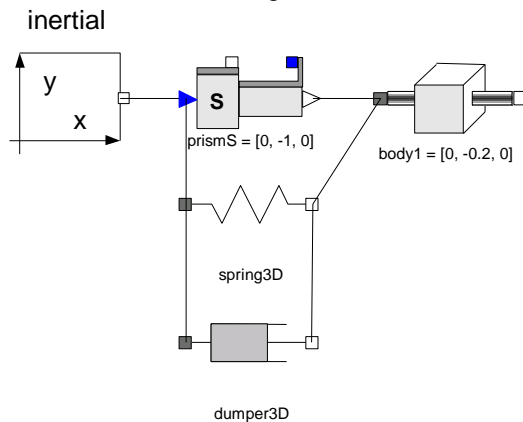 inertial
y
x
S
prismS = [0, -1, 0]
body1 = [0, -0.2, 0]
spring3D
dumper3D